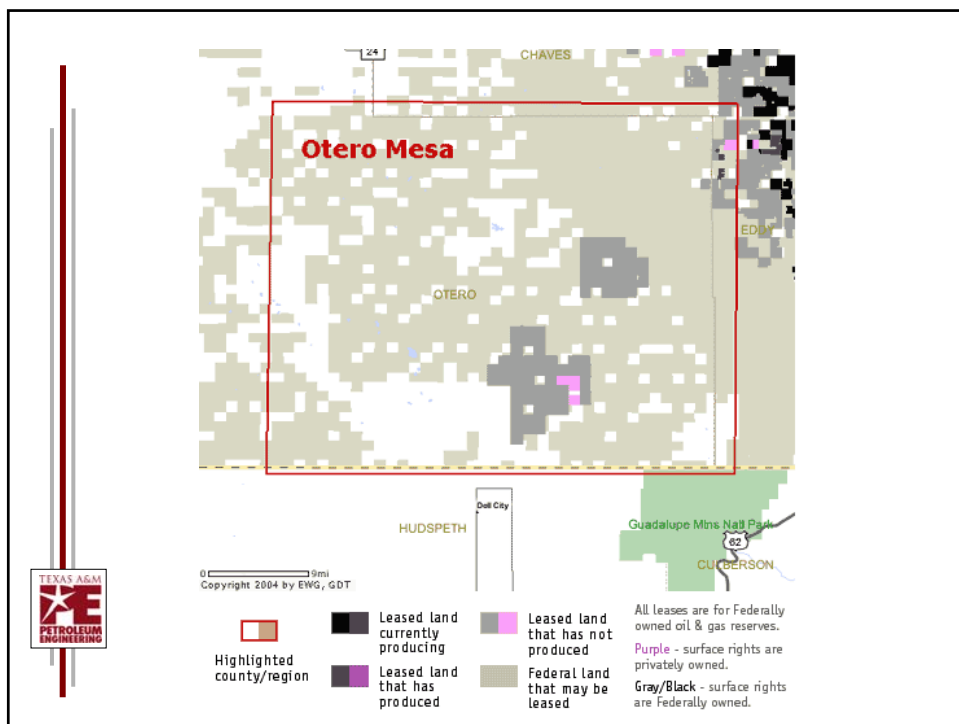 24
CHAVES
Otero Mesa
EDDY
OTERO
Dell City
HUDSPETH
Guadalupe Mtns Natl Park
62
CULBERSON
0 9mi
Copyright 2004 by EWG, GDT
TEXAS A&M
PE
PETROLEUM
ENGINEERING
Highlighted
county/region
Leased land
currently
producing
Leased land
that has
produced
Leased land
that has not
produced
Federal land
that may be
leased
All leases are for Federally
owned oil & gas reserves.
Purple - surface rights are
privately owned.
Gray/Black - surface rights
are Federally owned.